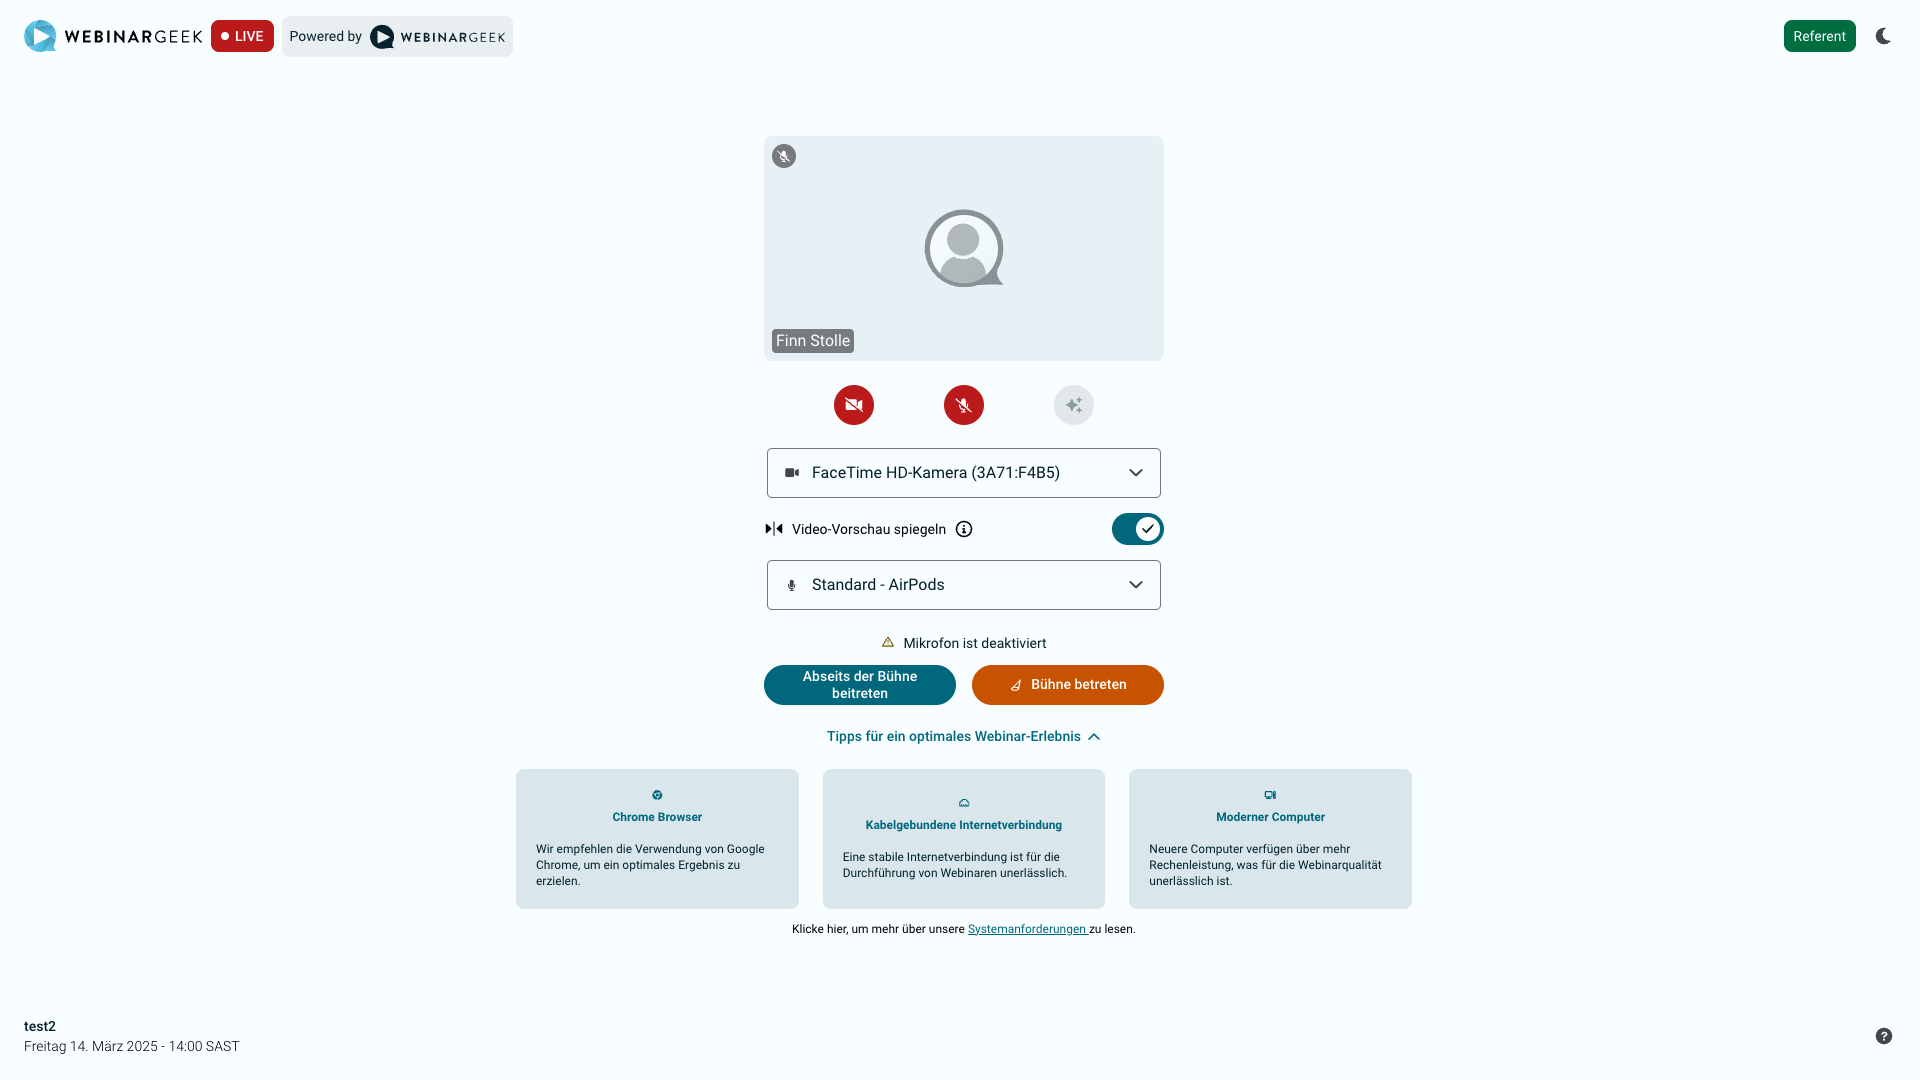 WEBINARGEEK
LIVE
Powered by WEBINARGEEK
Referent
Finn Stolle
FaceTime HD-Kamera (3A71:F4B5)
Video-Vorschau spiegeln
Standard - AirPods
Mikrofon ist deaktiviert
Abseits der Bühne
beitreten
Bühne betreten
Tipps für ein optimales Webinar-Erlebnis
Chrome Browser
Wir empfehlen die Verwendung von Google
Chrome, um ein optimales Ergebnis zu
erzielen.
Kabelgebundene Internetverbindung
Eine stabile Internetverbindung ist für die
Durchführung von Webinaren unerlässlich.
Moderner Computer
Neuere Computer verfügen über mehr
Rechenleistung, was für die Webinarqualität
unerlässlich ist.
Klicke hier, um mehr über unsere Systemanforderungen zu lesen.
test2
Freitag 14. März 2025 - 14:00 SAST